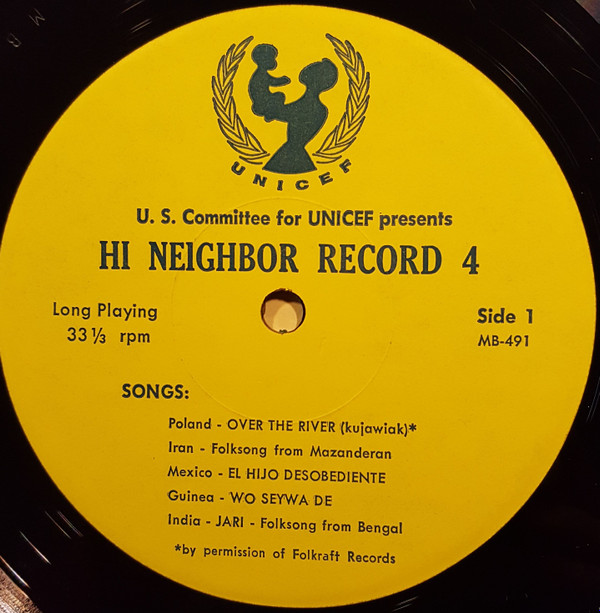 UNICEF
U. S. Committee for UNICEF presents
HI NEIGHBOR RECORD 4
Long Playing
33 ⅓ rpm
Side 1
MB-491
SONGS:
Poland - OVER THE RIVER (kujawiak)*
Iran - Folksong from Mazanderan
Mexico - EL HIJO DESOBEDIENTE
Guinea - WO SEYWA DE
India - JARI - Folksong from Bengal
*by permission of Folkraft Records